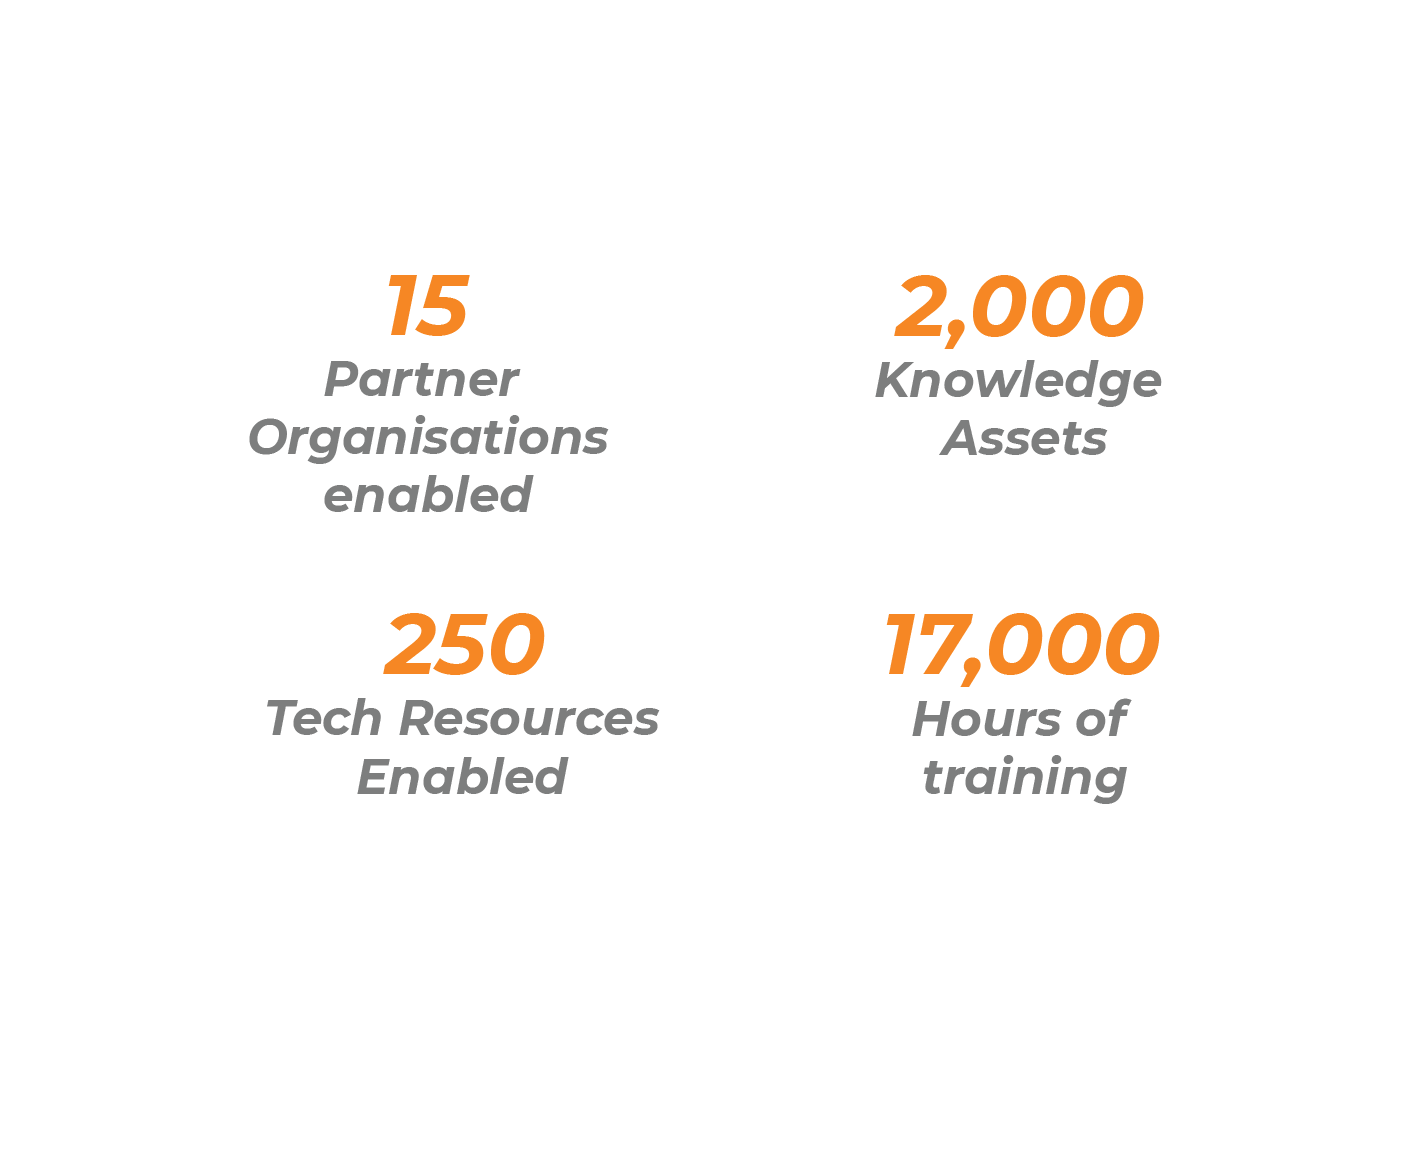 15
Partner
Organisations
enabled
2,000
Knowledge
Assets
250
Tech Resources
Enabled
17,000
Hours of
training